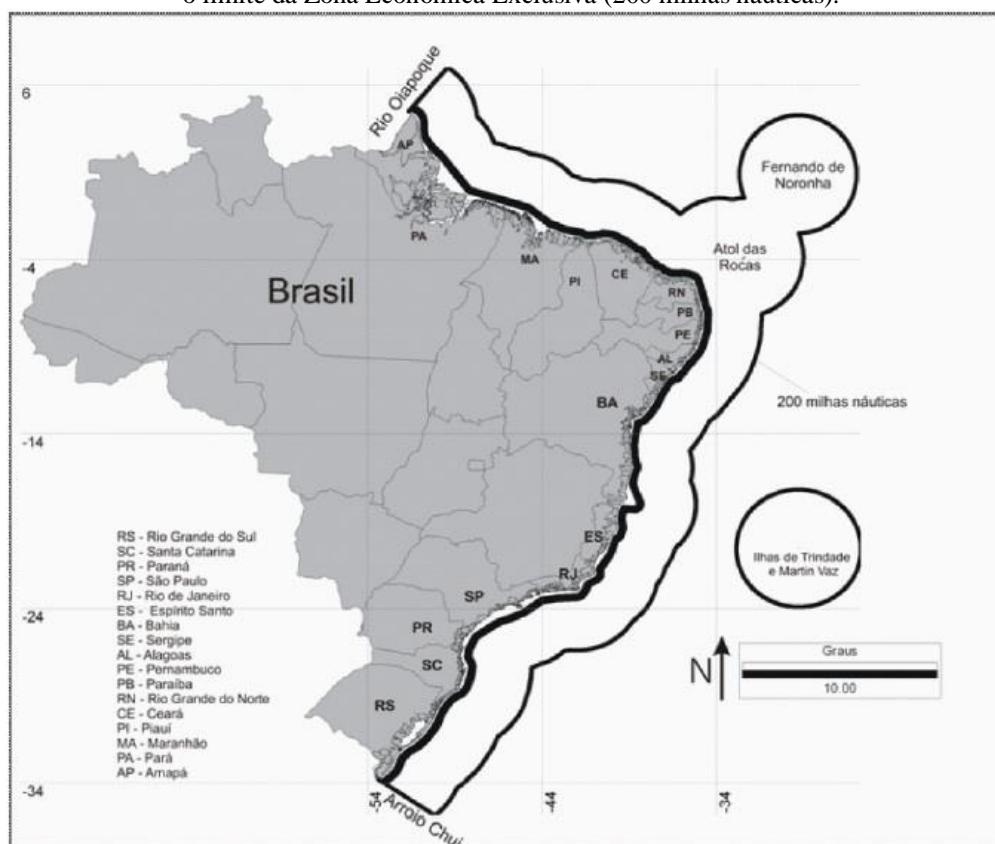 o limite da Zona Econômica Exclusiva (200 milhas náuticas).
6
Rio Oiapoque
AP
Fernando de
Noronha
PA
Atol das
Rocas
-4
MA
CE
PI
Brasil
RN
PB
PE
AL
SE
BA
200 milhas náuticas
-14
RS - Rio Grande do Sul
SC - Santa Catarina
PR - Paraná
SP - São Paulo
RJ - Rio de Janeiro
ES - Espírito Santo
BA - Bahia
SE - Sergipe
AL - Alagoas
PE - Pernambuco
PB - Paraíba
RN - Rio Grande do Norte
CE - Ceará
PI - Piauí
MA - Maranhão
PA - Pará
AP - Amapá
ES
Ilhas de Trindade
e Martin Vaz
RJ
SP
-24
PR
SC
RS
N
Graus
10.00
-34
-54
-44
-34
Arroio Chuí